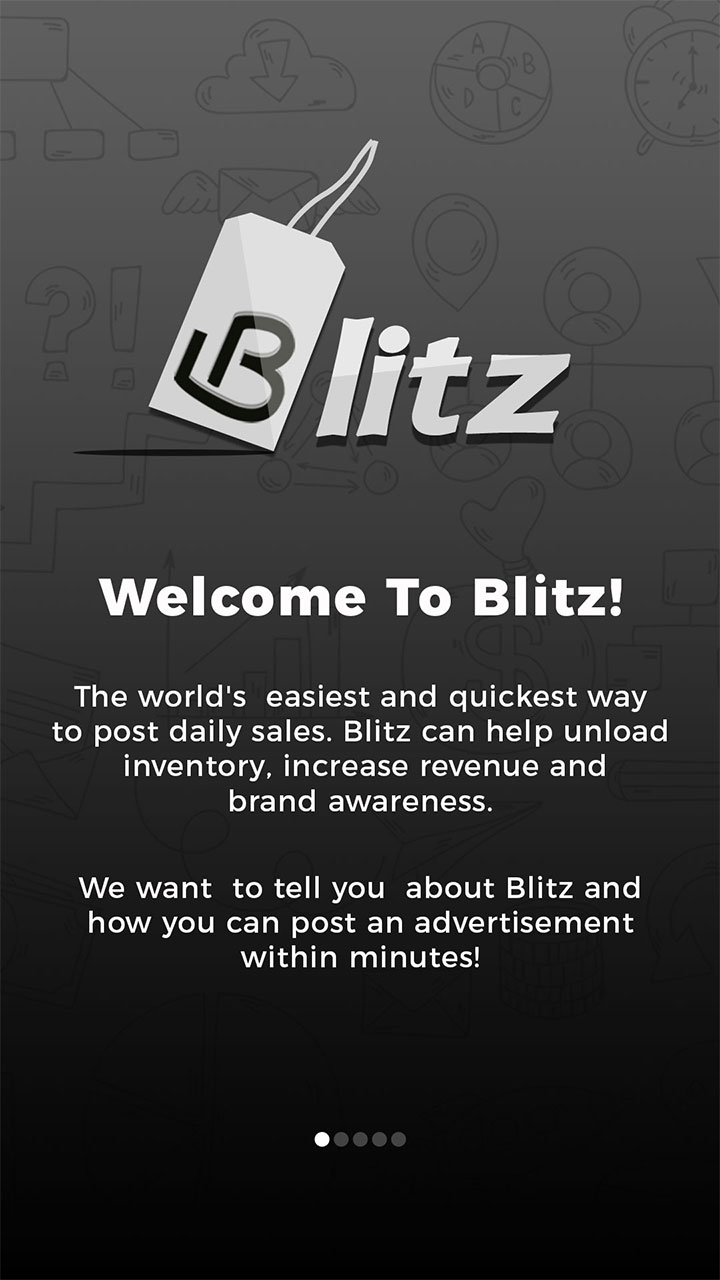 A
B
D
C
Blitz
Welcome To Blitz!
The world's  easiest and quickest way
to post daily sales. Blitz can help unload
inventory, increase revenue and
brand awareness.
We want  to tell you  about Blitz and
how you can post an advertisement
within minutes!